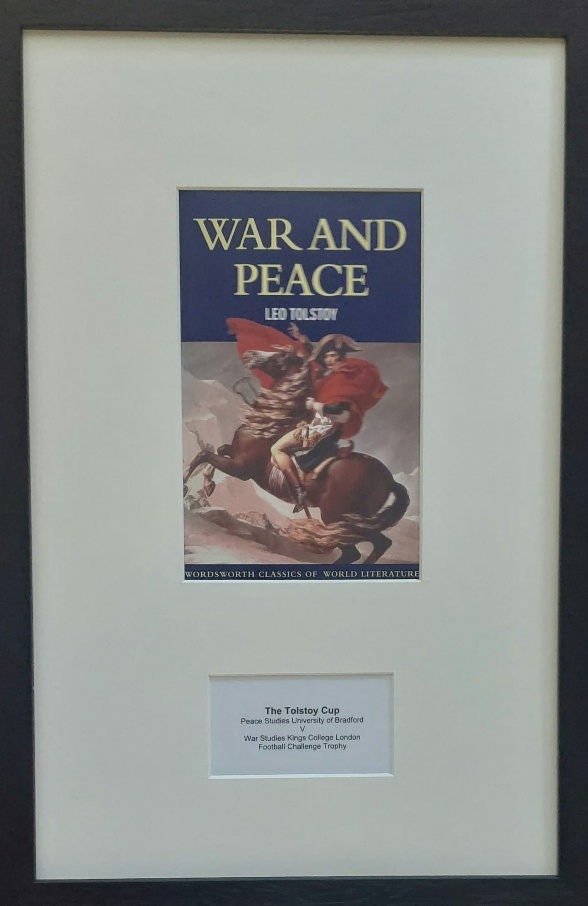 WAR AND
PEACE
LEO TOLSTOY
WORDSWORTH CLASSICS OF WORLD LITERATURE
The Tolstoy Cup
Peace Studies University of Bradford
V
War Studies Kings College London
Football Challenge Trophy